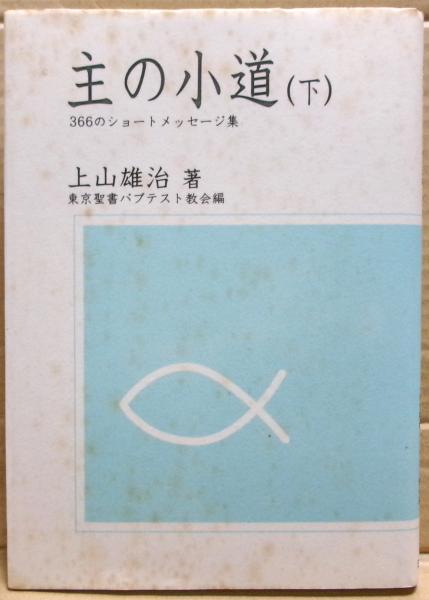 主の小道(下)
366のショートメッセージ集
上山雄治 著
東京聖書バプテスト教会編